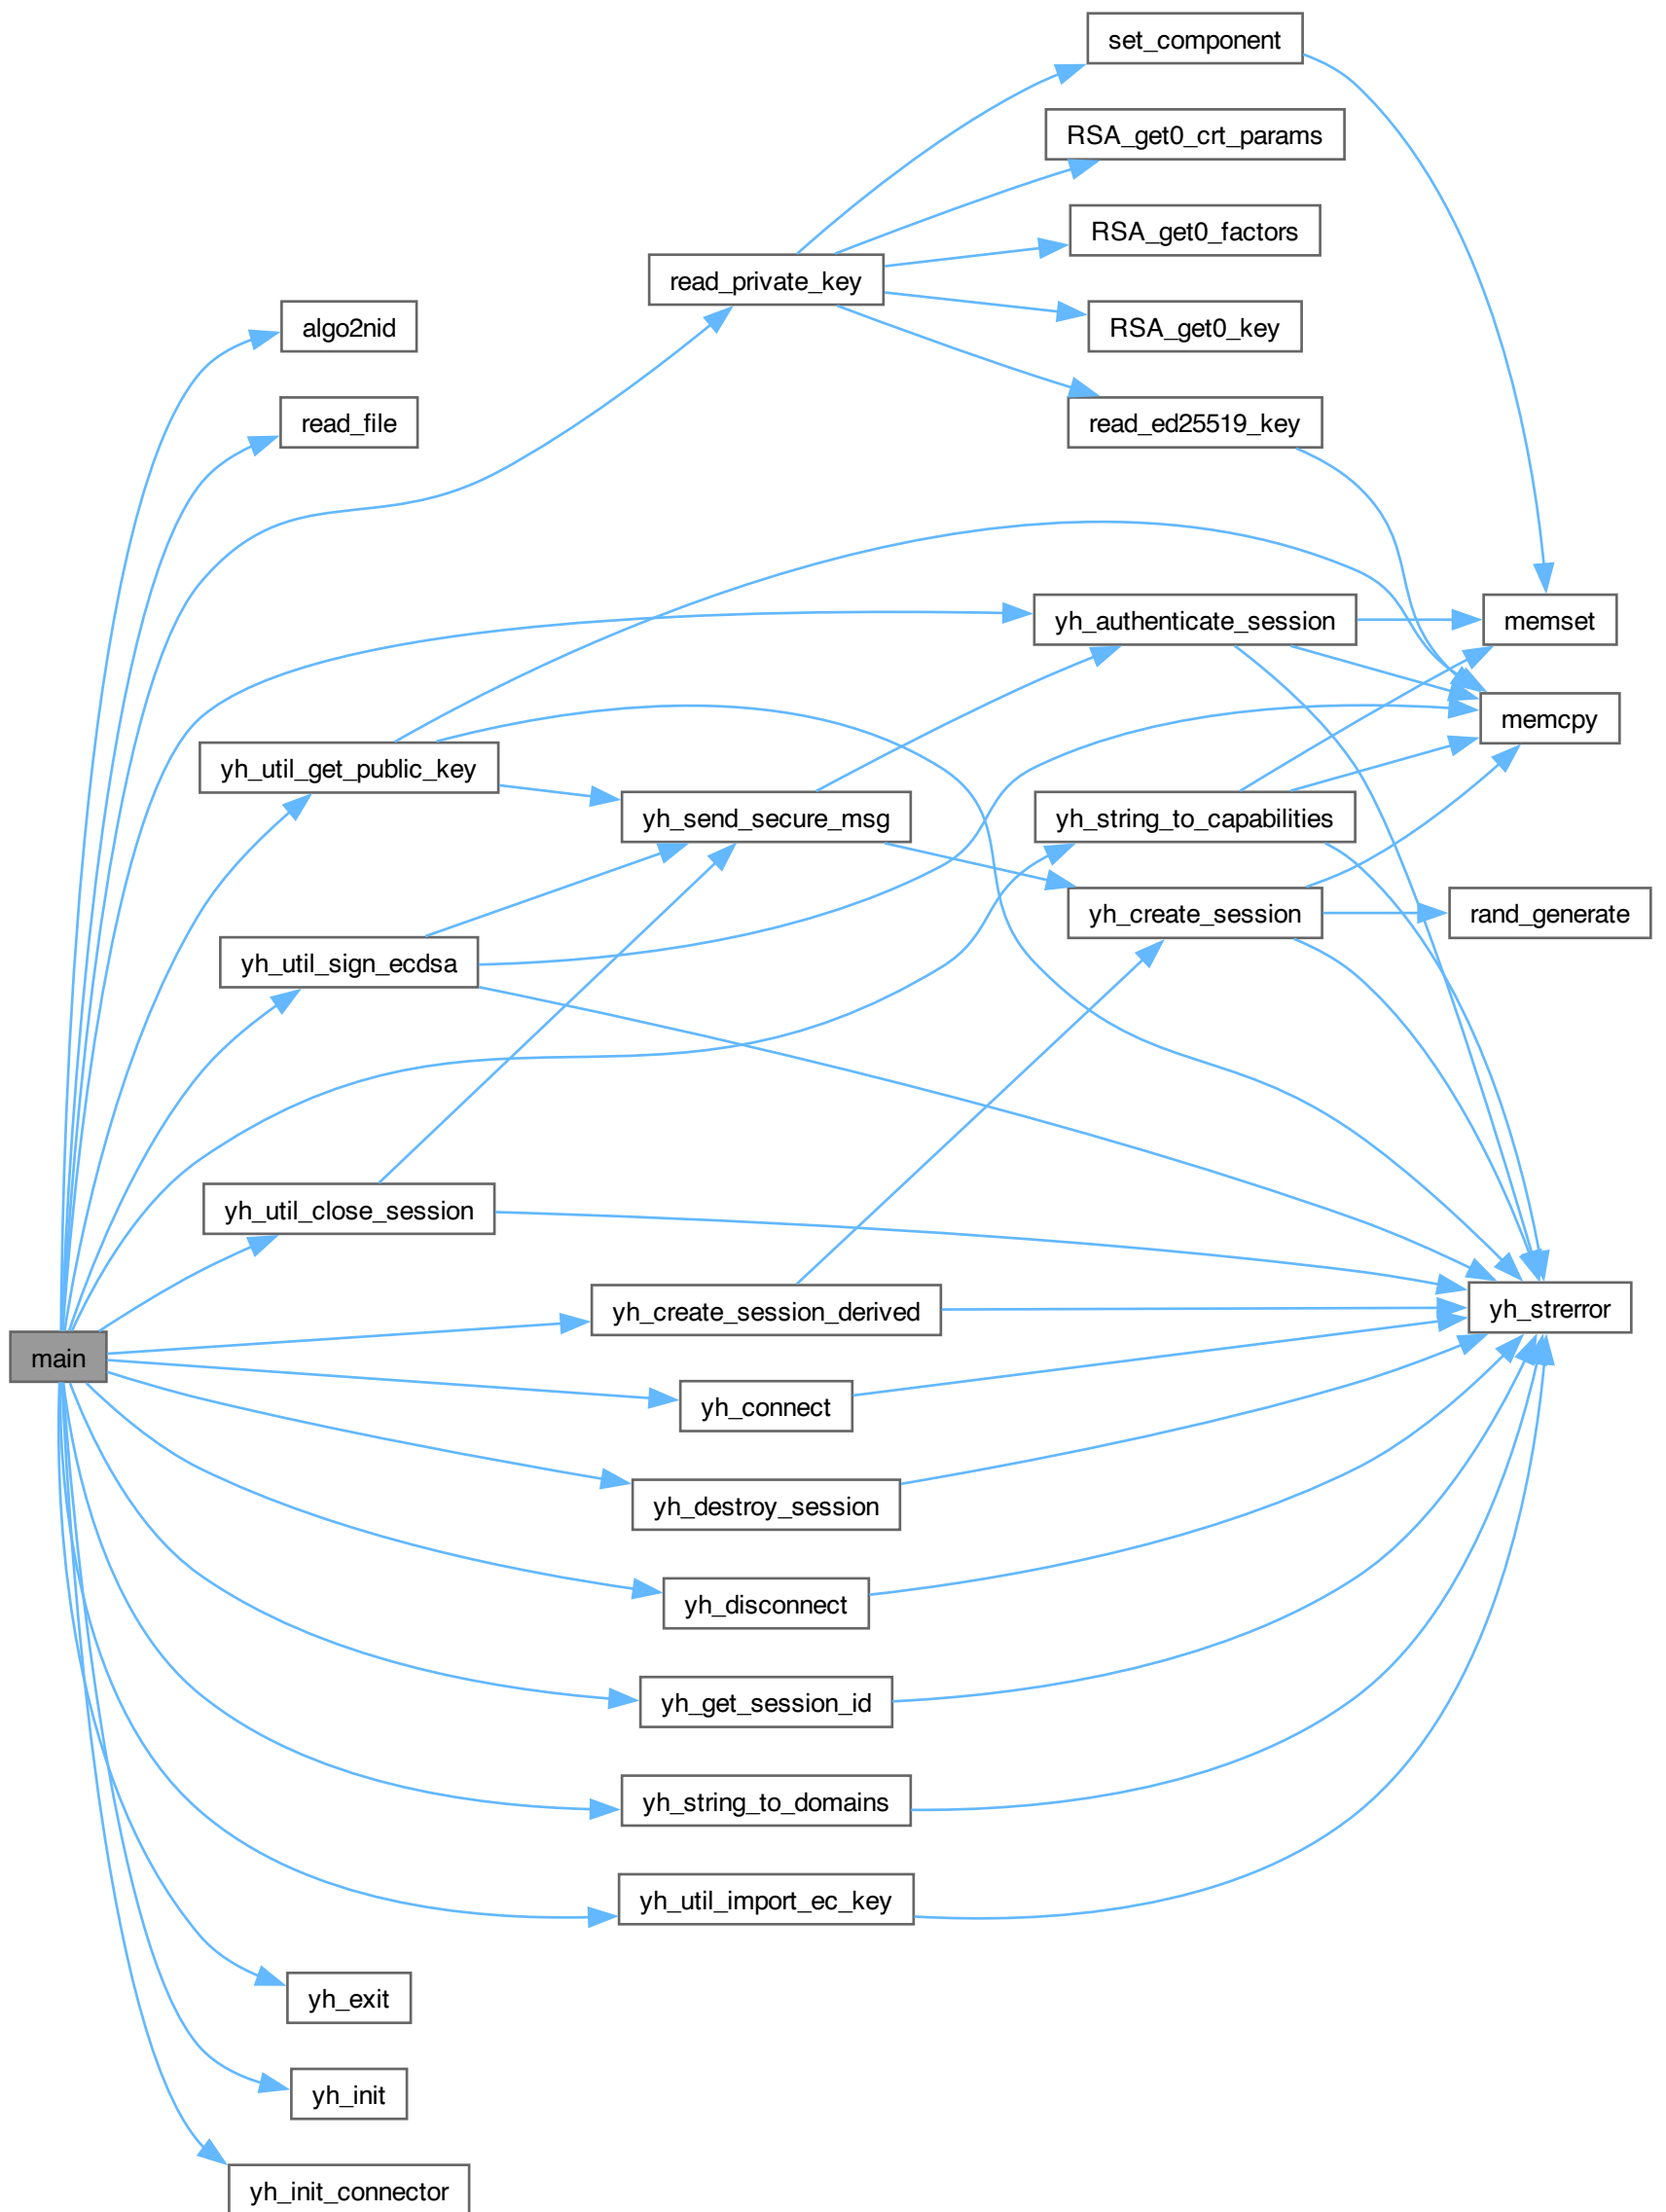 set_component
RSA_get0_crt_params
RSA_get0_factors
read_private_key
RSA_get0_key
algo2nid
read_file
read_ed25519_key
yh_authenticate_session
memset
memcpy
yh_util_get_public_key
yh_send_secure_msg
yh_string_to_capabilities
yh_create_session
rand_generate
yh_util_sign_ecdsa
yh_util_close_session
yh_create_session_derived
yh_strerror
main
yh_connect
yh_destroy_session
yh_disconnect
yh_get_session_id
yh_string_to_domains
yh_util_import_ec_key
yh_exit
yh_init
yh_init_connector